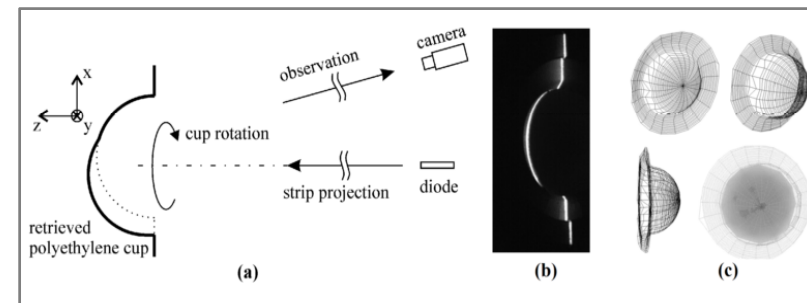 camera
observation
x
z
y
cup rotation
strip projection
diode
retrieved
polyethylene cup
(a)
(b)
(c)